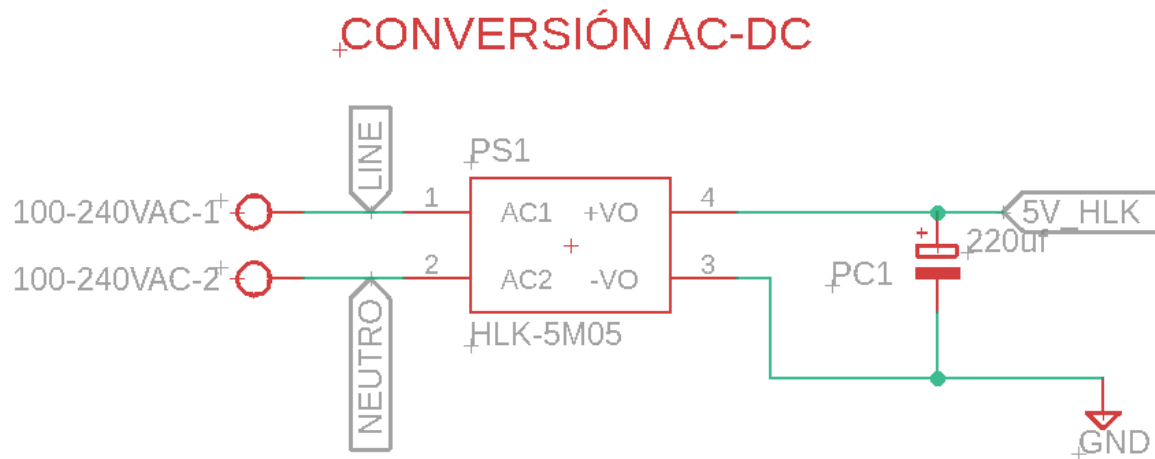 CONVERSIÓN AC-DC
LINE
PS1
100-240VAC-1
1
AC1
+VO
4
5V_HLK
220uf
100-240VAC-2
2
AC2
-VO
3
PC1
+
HLK-5M05
NEUTRO
GND